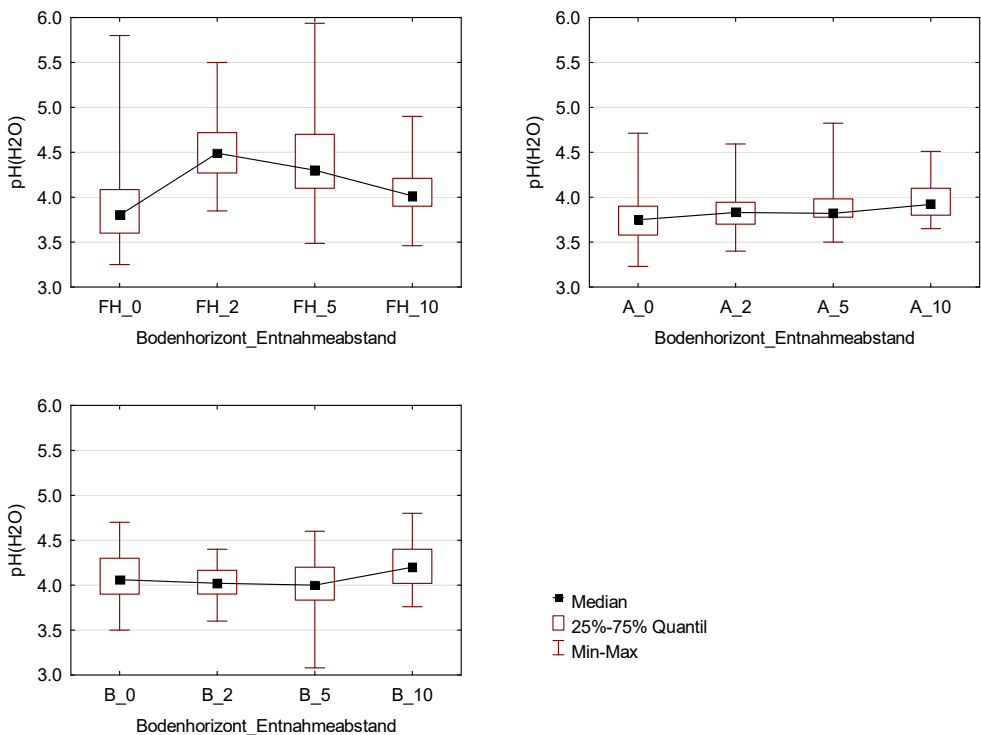 6.0
5.5
5.0
4.5
4.0
3.5
3.0
pH(H2O)
FH_0 FH_2 FH_5 FH_10
Bodenhorizont_Entnahmeabstand
6.0
5.5
5.0
4.5
4.0
3.5
3.0
pH(H2O)
A_0 A_2 A_5 A_10
Bodenhorizont_Entnahmeabstand
6.0
5.5
5.0
4.5
4.0
3.5
3.0
pH(H2O)
B_0 B_2 B_5 B_10
Bodenhorizont_Entnahmeabstand
Median
25%-75% Quantil
Min-Max